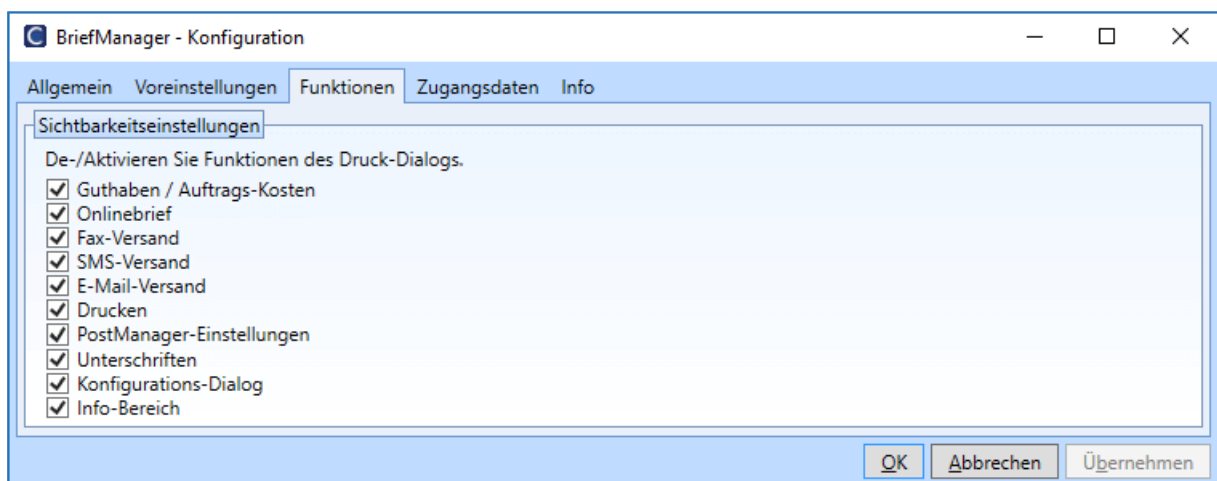 BriefManager - Konfiguration
Allgemein Voreinstellungen Funktionen Zugangsdaten Info
Sichtbarkeitseinstellungen
De-/Aktivieren Sie Funktionen des Druck-Dialogs.
Guthaben / Auftrags-Kosten
Onlinebrief
Fax-Versand
SMS-Versand
E-Mail-Versand
Drucken
PostManager-Einstellungen
Unterschriften
Konfigurations-Dialog
Info-Bereich
OK Abbrechen Übernehmen